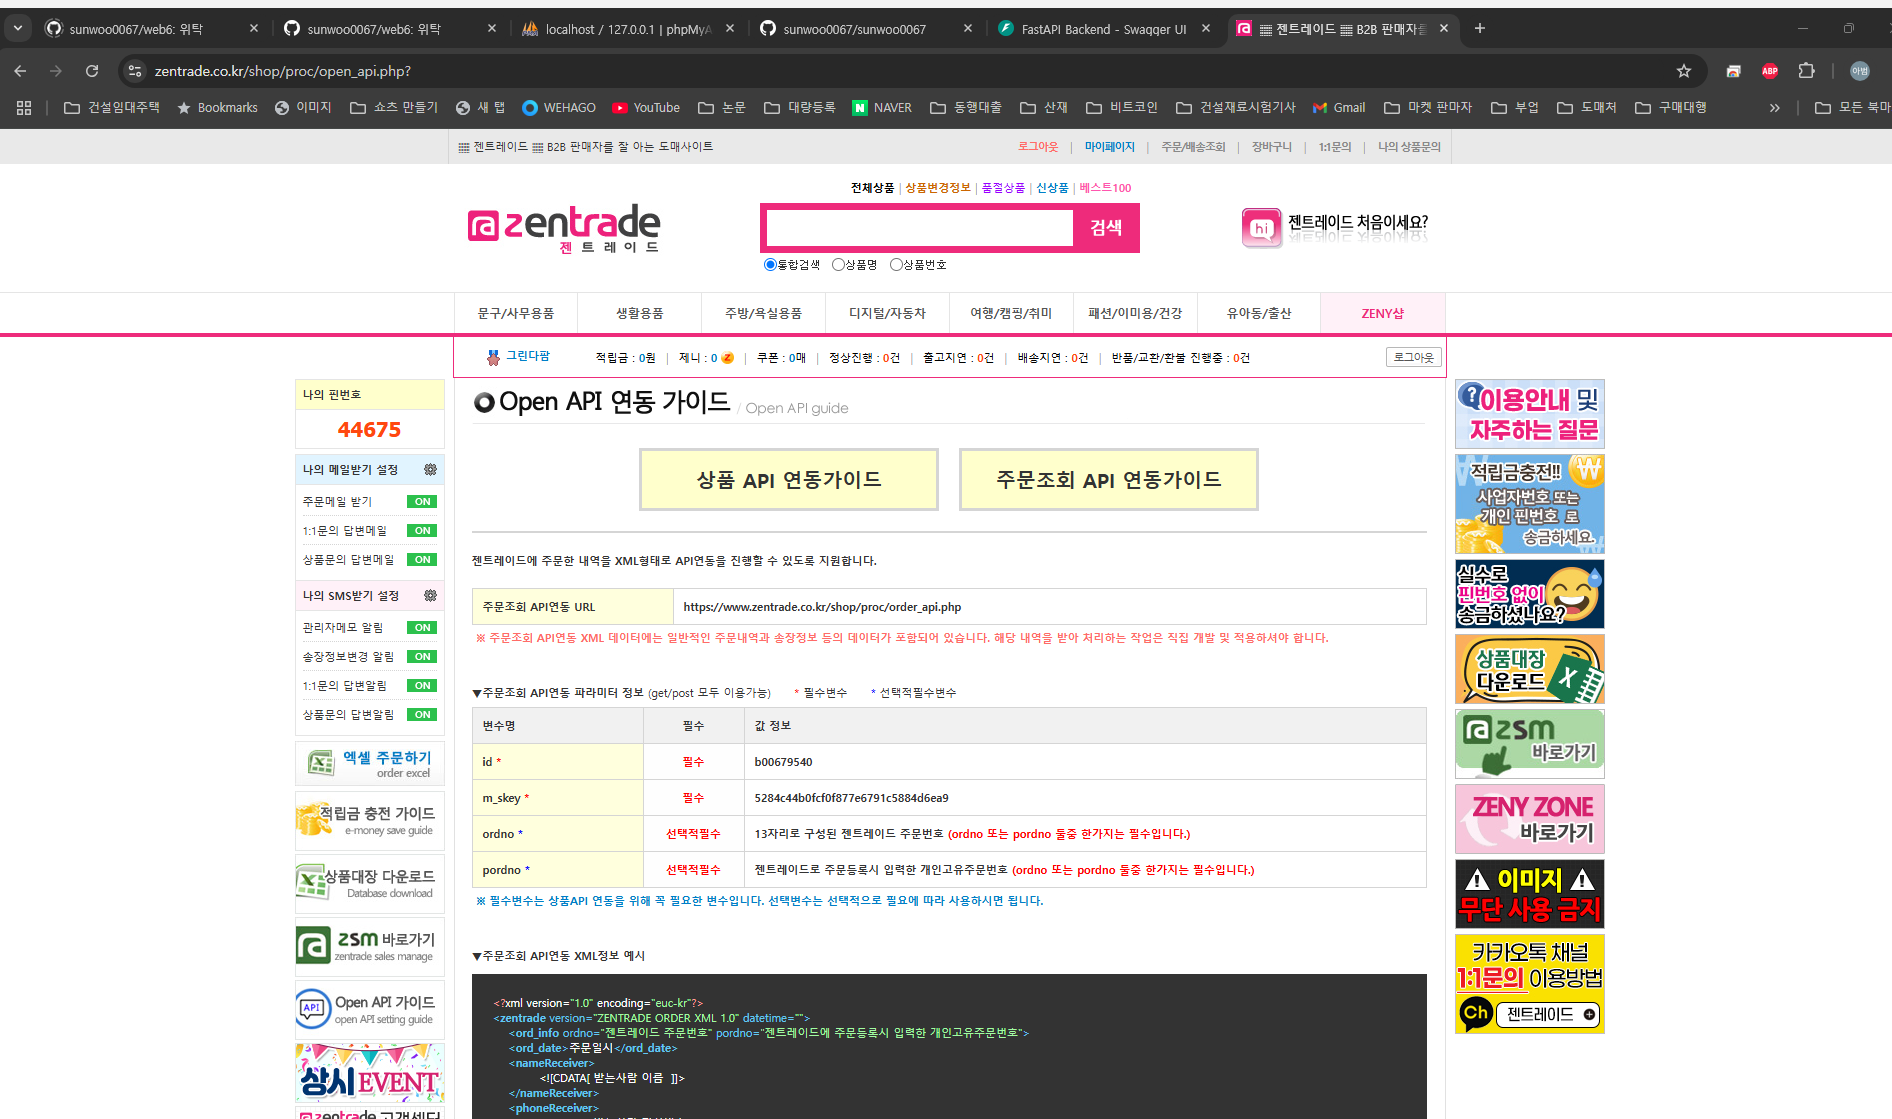 sunwoo0067/web6: 위탁
sunwoo0067/web6: 위탁
localhost / 127.0.0.1 | phpMyA
sunwoo0067/sunwoo0067
FastAPI Backend - Swagger UI
▦ 젠트레이드 ▦ B2B 판매자를
zentrade.co.kr/shop/proc/open_api.php?
ABP
아범
건설임대주택
Bookmarks
이미지
쇼츠 만들기
새 탭
WEHAGO
YouTube
논문
대량등록
NAVER
동행대출
산재
비트코인
건설재료시험기사
Gmail
마켓 판마자
부업
도매처
구매대행
»
모든 북마
▦ 젠트레이드 ▦ B2B 판매자를 잘 아는 도매사이트
로그아웃 | 마이페이지 | 주문/배송조회 | 장바구니 | 1:1문의 | 나의 상품문의
전체상품 | 상품변경정보 | 품절상품 | 신상품 | 베스트100
zentrade
젠트레이드
검색
통합검색 상품명 상품번호
hi
젠트레이드 처음이세요?
문구/사무용품
생활용품
주방/욕실용품
디지털/자동차
여행/캠핑/취미
패션/이미용/건강
유아동/출산
ZENY샵
그린다팜
적립금 : 0원 | 제니 : 0 | 쿠폰 : 0매 | 정상진행 : 0건 | 출고지연 : 0건 | 배송지연 : 0건 | 반품/교환/환불 진행중 : 0건
로그아웃
나의 핀번호
44675
나의 메일받기 설정
주문메일 받기 ON
1:1문의 답변메일 ON
상품문의 답변메일 ON
나의 SMS받기 설정
관리자메모 알림 ON
송장정보변경 알림 ON
1:1문의 답변알림 ON
상품문의 답변알림 ON
엑셀 주문하기
order excel
적립금 충전 가이드
e-money save guide
상품대장 다운로드
Database download
zsm 바로가기
zentrade sales manage
API
Open API 가이드
open API setting guide
상시EVENT
zentrade 고객센터
Open API 연동 가이드 / Open API guide
상품 API 연동가이드
주문조회 API 연동가이드
젠트레이드에 주문한 내역을 XML형태로 API연동을 진행할 수 있도록 지원합니다.
주문조회 API연동 URL
https://www.zentrade.co.kr/shop/proc/order_api.php
※ 주문조회 API연동 XML 데이터에는 일반적인 주문내역과 송장정보 등의 데이터가 포함되어 있습니다. 해당 내역을 받아 처리하는 작업은 직접 개발 및 적용하셔야 합니다.
▼주문조회 API연동 파라미터 정보 (get/post 모두 이용가능) * 필수변수 * 선택적필수변수
변수명 필수 값 정보
id * 필수 b00679540
m_skey * 필수 5284c44b0fcf0f877e6791c5884d6ea9
ordno * 선택적필수 13자리로 구성된 젠트레이드 주문번호 (ordno 또는 pordno 둘중 한가지는 필수입니다.)
pordno * 선택적필수 젠트레이드로 주문등록시 입력한 개인고유주문번호 (ordno 또는 pordno 둘중 한가지는 필수입니다.)
※ 필수변수는 상품API 연동을 위해 꼭 필요한 변수입니다. 선택변수는 선택적으로 필요에 따라 사용하시면 됩니다.
▼주문조회 API연동 XML정보 예시
<?xml version="1.0" encoding="euc-kr"?>
<zentrade version="ZENTRADE ORDER XML 1.0" datetime="">
<ord_info ordno="젠트레이드 주문번호" pordno="젠트레이드에 주문등록시 입력한 개인고유주문번호">
<ord_date>주문일시</ord_date>
<nameReceiver>
<![CDATA[ 받는사람 이름 ]]>
</nameReceiver>
<phoneReceiver>
?이용안내 및
자주하는 질문
적립금충전!!
사업자번호 또는
개인 핀번호 로
송금하세요.
실수로
핀번호 없이
송금하셨나요?
상품대장
다운로드
zsm
바로가기
ZENY ZONE
바로가기
이미지
무단 사용 금지
카카오톡 채널
1:1문의 이용방법
Ch 젠트레이드